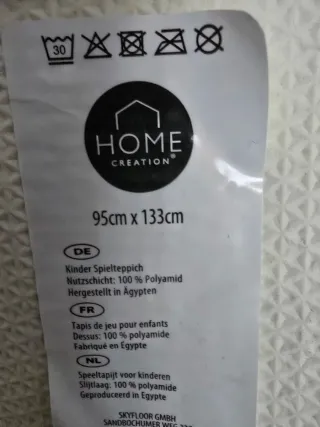 30
HOME
CREATION®
95cm x 133cm
DE
Kinder Spielteppich
Nutzschicht: 100 % Polyamid
Hergestellt in Ägypten
FR
Tapis de jeu pour enfants
Dessus: 100 % polyamide
Fabriqué en Egypte
NL
Speeltapijt voor kinderen
Slijtlaag: 100 % polyamide
Geproduceerd in Egypte
SKYFLOOR GMBH
SANDBOCHUMER WEG